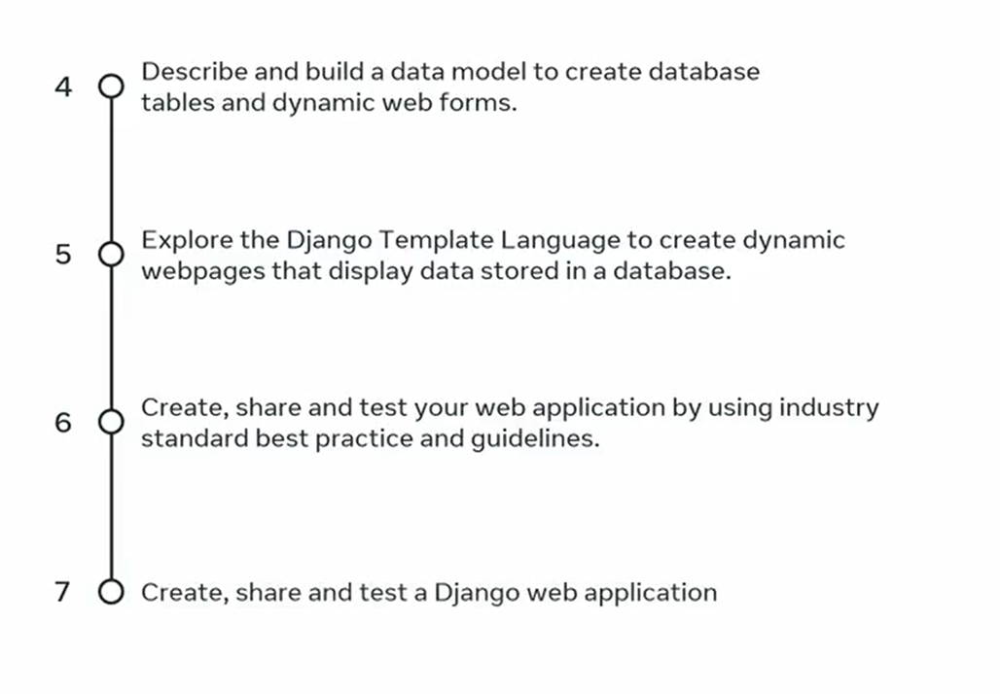 4
Describe and build a data model to create database
tables and dynamic web forms.
5
Explore the Django Template Language to create dynamic
webpages that display data stored in a database.
6
Create, share and test your web application by using industry
standard best practice and guidelines.
7
Create, share and test a Django web application